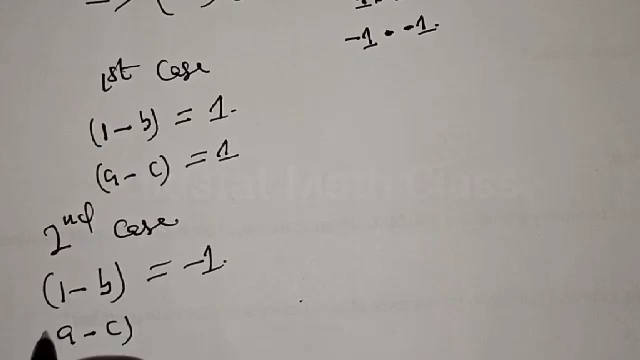 -1 · -1.
1st Case
(1-b) = 1.
(a-c) = 1
2nd case
(1-b) = -1.
a-c)